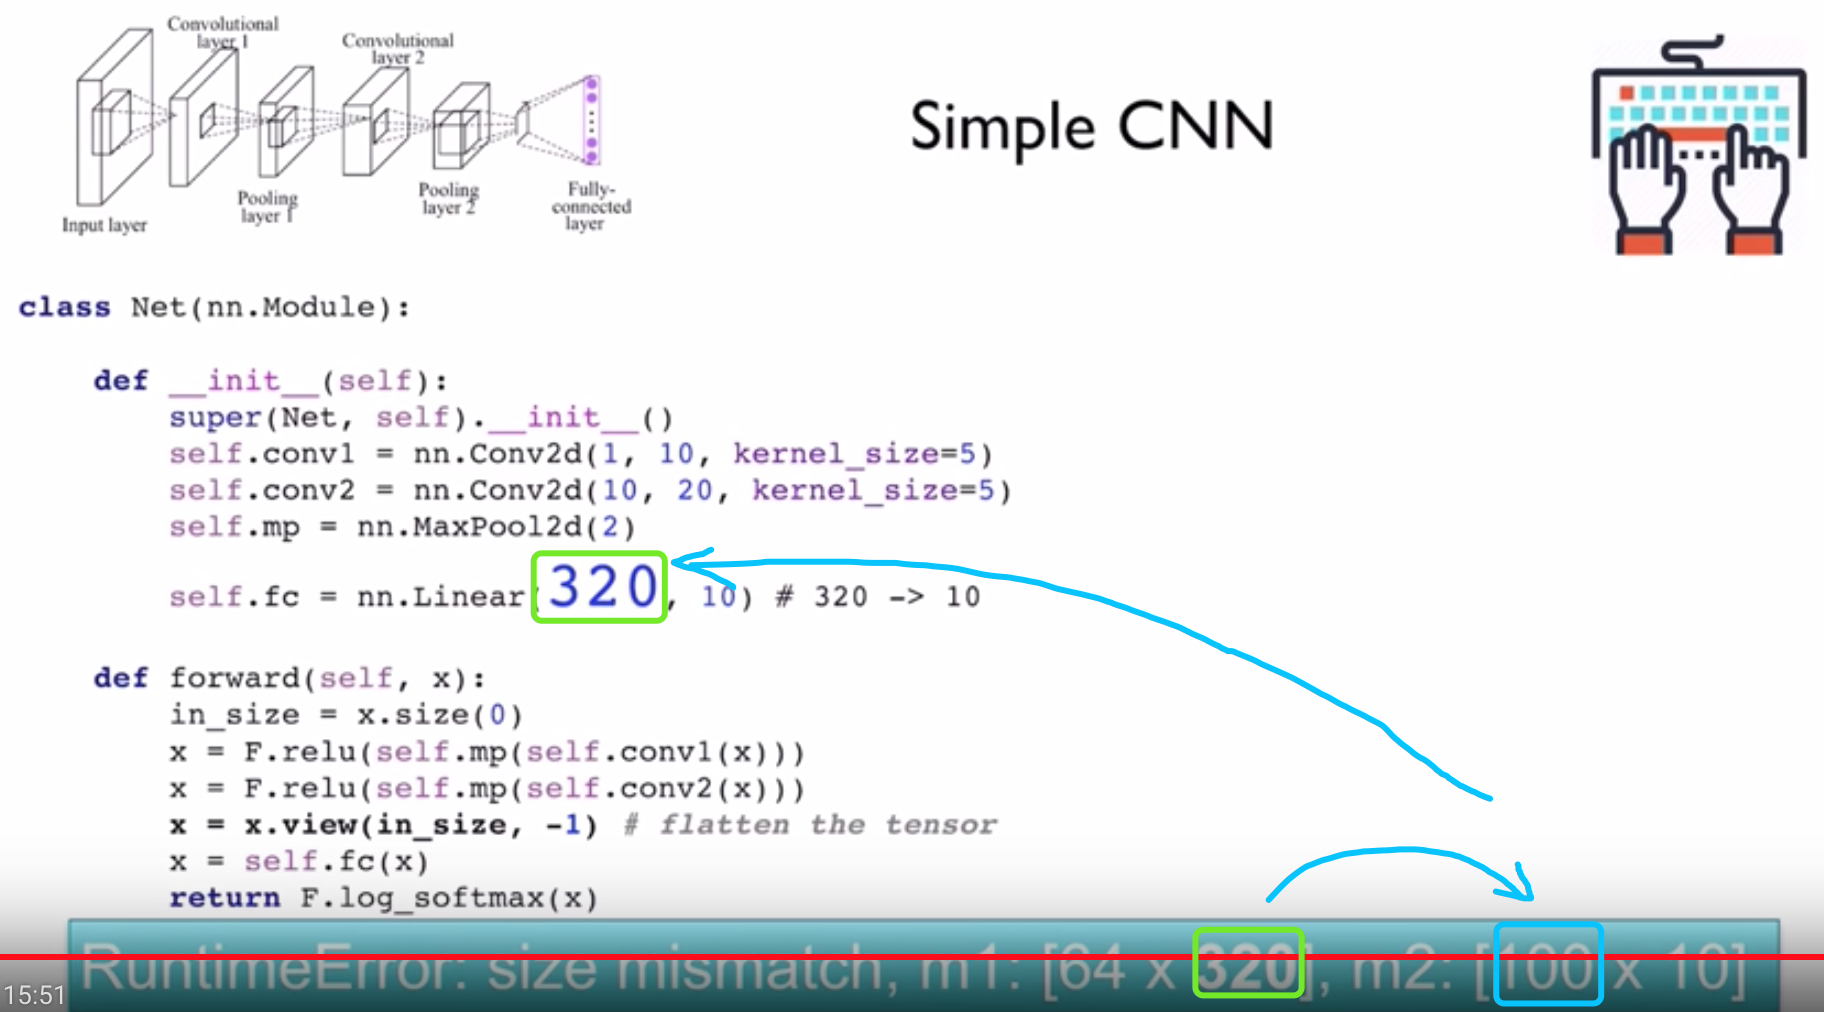 Convolutional
layer 1
Convolutional
layer 2
Simple CNN
Pooling
layer 1
Pooling
layer 2
Fully-
connected
layer
Input layer
class Net(nn.Module):
def __init__(self):
super(Net, self).__init__()
self.conv1 = nn.Conv2d(1, 10, kernel_size=5)
self.conv2 = nn.Conv2d(10, 20, kernel_size=5)
self.mp = nn.MaxPool2d(2)
self.fc = nn.Linear(320, 10) # 320 -> 10
def forward(self, x):
in_size = x.size(0)
x = F.relu(self.mp(self.conv1(x)))
x = F.relu(self.mp(self.conv2(x)))
x = x.view(in_size, -1) # flatten the tensor
x = self.fc(x)
return F.log_softmax(x)
RuntimeError: size mismatch, m1: [64 x 320], m2: [100 x 10]
15:51